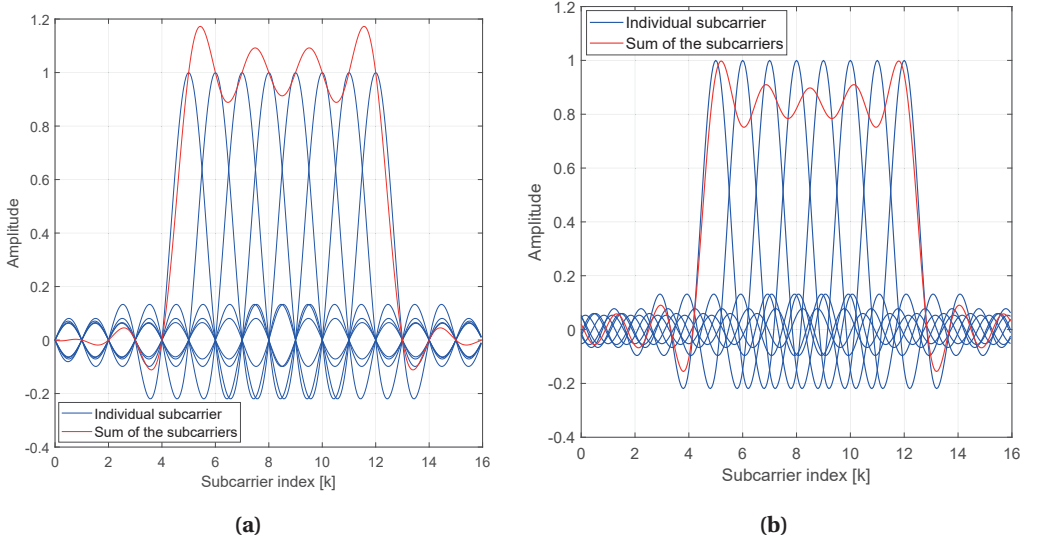 1.2
1
0.8
0.6
0.4
0.2
0
-0.2
-0.4
Amplitude
Individual subcarrier
Sum of the subcarriers
0 2 4 6 8 10 12 14 16
Subcarrier index [k]
(a)
1.2
1
0.8
0.6
0.4
0.2
0
-0.2
-0.4
Amplitude
Individual subcarrier
Sum of the subcarriers
0 2 4 6 8 10 12 14 16
Subcarrier index [k]
(b)